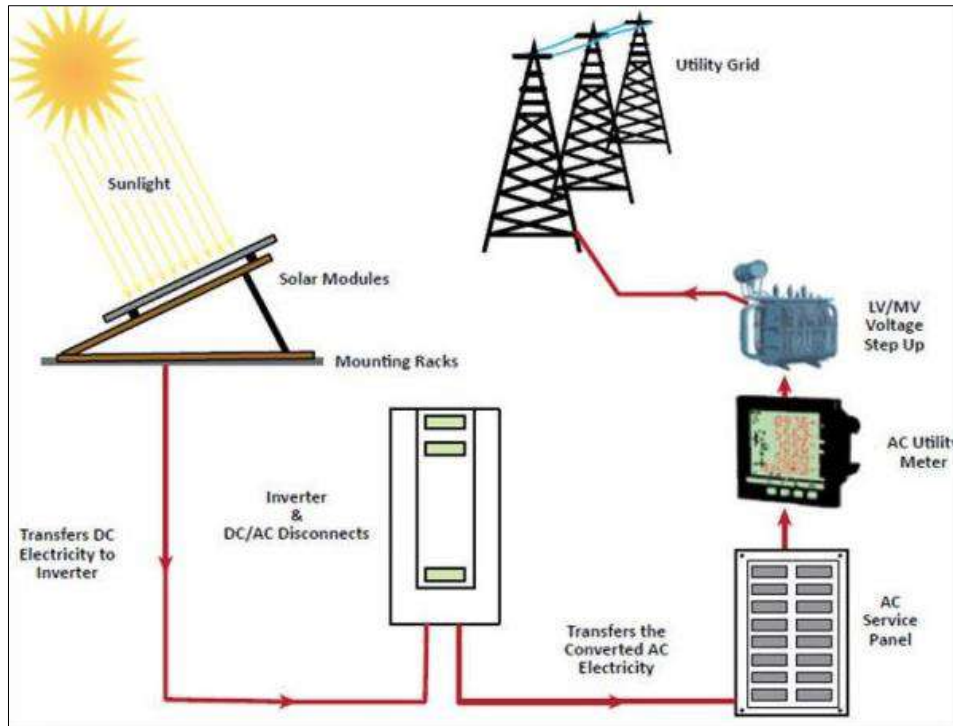 Utility Grid
Sunlight
Solar Modules
Mounting Racks
LV/MV
Voltage
Step Up
AC Utility
Meter
Inverter
&
DC/AC Disconnects
Transfers DC
Electricity to
Inverter
Transfers the
Converted AC
Electricity
AC
Service
Panel